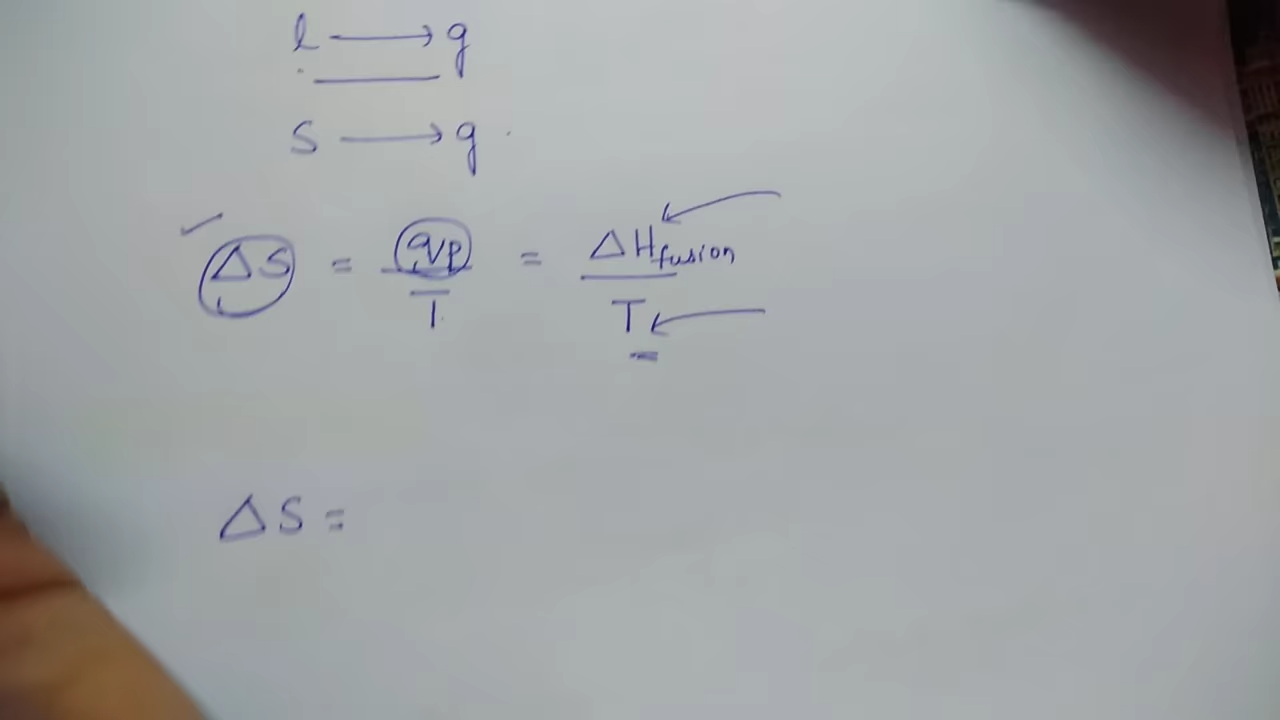 l → g
S → g
ΔS = qp/T = ΔHfusion/T
ΔS =